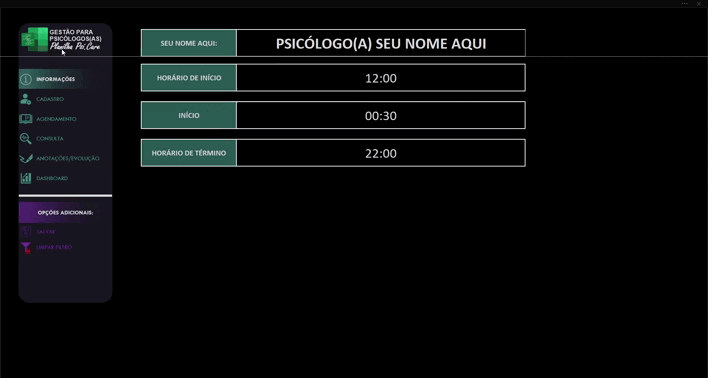 GESTÃO PARA
PSICÓLOGOS(AS)
Planilha Psi.Care
INFORMAÇÕES
CADASTRO
AGENDAMENTO
CONSULTA
ANOTAÇÕES/EVOLUÇÃO
DASHBOARD
OPÇÕES ADICIONAIS:
SALVAR
LIMPAR FILTRO
SEU NOME AQUI: PSICÓLOGO(A) SEU NOME AQUI
HORÁRIO DE INÍCIO 12:00
INÍCIO 00:30
HORÁRIO DE TÉRMINO 22:00